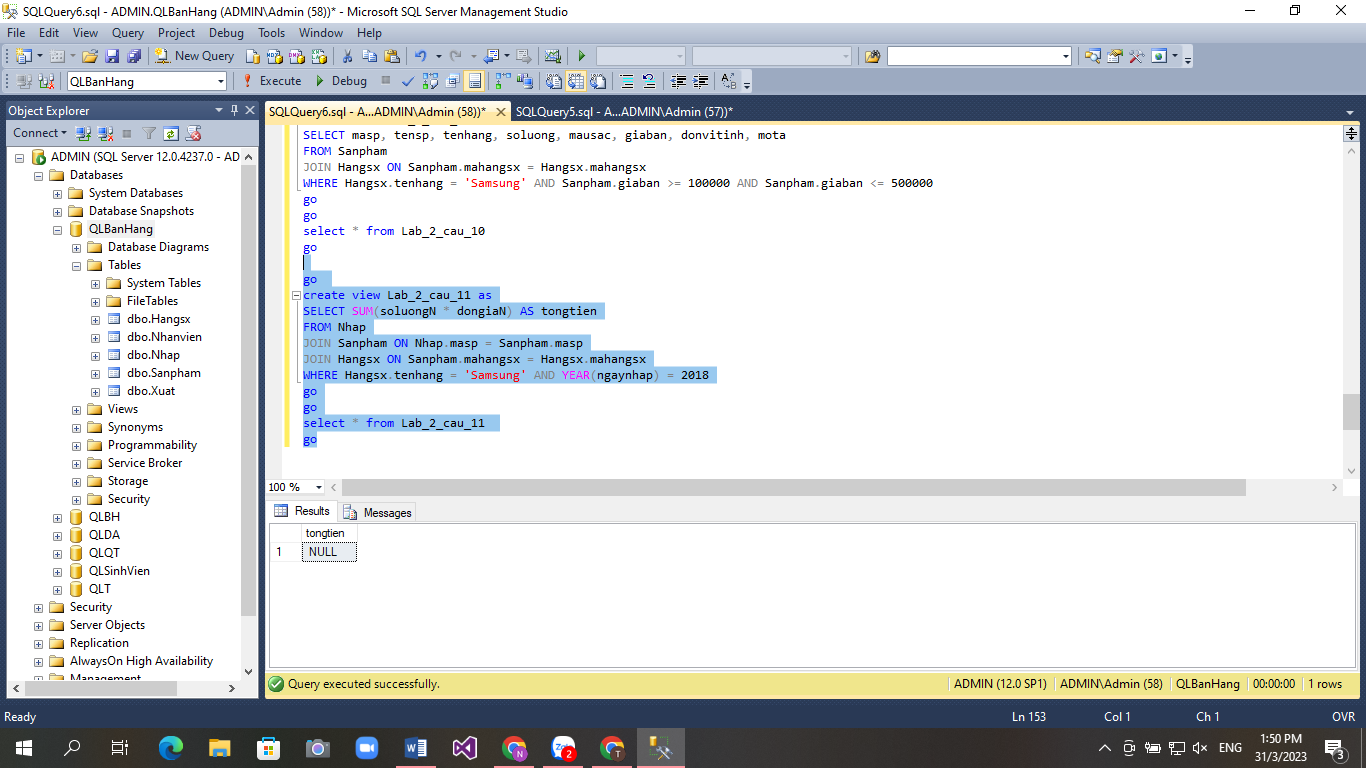 SQLQuery6.sql - ADMIN.QLBanHang (ADMIN\Admin (58))* - Microsoft SQL Server Management Studio
File Edit View Query Project Debug Tools Window Help
New Query
QLBanHang Execute Debug
Object Explorer
Connect
ADMIN (SQL Server 12.0.4237.0 - AD
Databases
System Databases
Database Snapshots
QLBanHang
Database Diagrams
Tables
System Tables
FileTables
dbo.Hangsx
dbo.Nhanvien
dbo.Nhap
dbo.Sanpham
dbo.Xuat
Views
Synonyms
Programmability
Service Broker
Storage
Security
QLBH
QLDA
QLQT
QLSinhVien
QLT
Security
Server Objects
Replication
AlwaysOn High Availability
Management
SQLQuery6.sql - A...ADMIN\Admin (58))* SQLQuery5.sql - A...ADMIN\Admin (57))*
SELECT masp, tensp, tenhang, soluong, mausac, giaban, donvitinh, mota
FROM Sanpham
JOIN Hangsx ON Sanpham.mahangsx = Hangsx.mahangsx
WHERE Hangsx.tenhang = 'Samsung' AND Sanpham.giaban >= 100000 AND Sanpham.giaban <= 500000
go
go
select * from Lab_2_cau_10
go
go
create view Lab_2_cau_11 as
SELECT SUM(soluongN * dongiaN) AS tongtien
FROM Nhap
JOIN Sanpham ON Nhap.masp = Sanpham.masp
JOIN Hangsx ON Sanpham.mahangsx = Hangsx.mahangsx
WHERE Hangsx.tenhang = 'Samsung' AND YEAR(ngaynhap) = 2018
go
go
select * from Lab_2_cau_11
go
100 %
Results Messages
tongtien
1 NULL
Query executed successfully. ADMIN (12.0 SP1) ADMIN\Admin (58) QLBanHang 00:00:00 1 rows
Ready Ln 153 Col 1 Ch 1 OVR
ENG
1:50 PM
31/3/2023